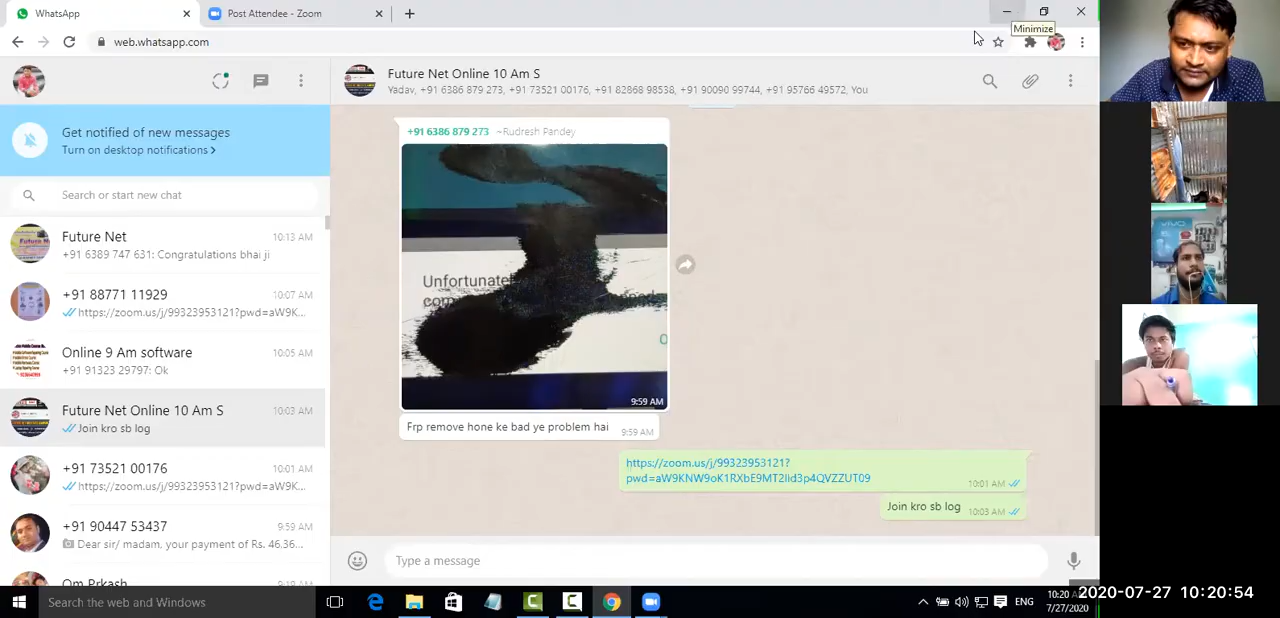 WhatsApp
Post Attendee - Zoom
Minimize
web.whatsapp.com
Future Net Online 10 Am S
Yadav, +91 6386 879 273, +91 73521 00176, +91 82868 98538, +91 90090 99744, +91 95766 49572, You
Get notified of new messages
Turn on desktop notifications
Search or start new chat
Future Net 10:13 AM
+91 6389 747 631: Congratulations bhai ji
+91 88771 11929 10:07 AM
https://zoom.us/j/99323953121?pwd=aW9K...
Online 9 Am software 10:05 AM
+91 91323 29797: Ok
Future Net Online 10 Am S 10:03 AM
Join kro sb log
+91 73521 00176 10:01 AM
https://zoom.us/j/99323953121?pwd=aW9K...
+91 90447 53437 9:59 AM
Dear sir/ madam, your payment of Rs. 46,36...
Om Prkash
+91 6386 879 273 ~Rudresh Pandey
Unfortunate
9:59 AM
Frp remove hone ke bad ye problem hai 9:59 AM
https://zoom.us/j/99323953121?
pwd=aW9KNW9oK1RXbE9MT2lid3p4QVZZUT09 10:01 AM
Join kro sb log 10:03 AM
Type a message
Search the web and Windows
ENG
10:20
7/27/2020
2020-07-27 10:20:54
vivo